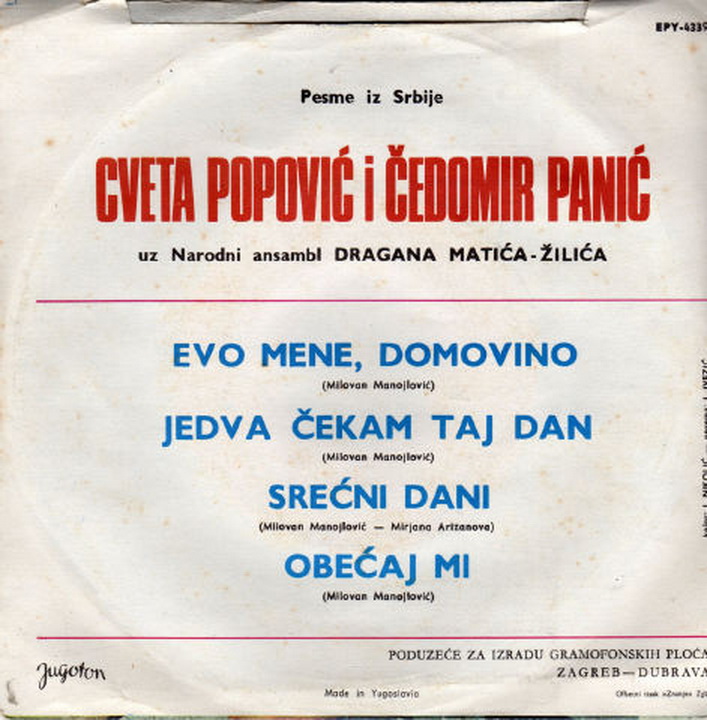 EPY-4339
Pesme iz Srbije
CVETA POPOVIĆ i ČEDOMIR PANIĆ
uz Narodni ansambl DRAGANA MATIĆA-ŽILIĆA
EVO MENE, DOMOVINO
(Milovan Manojlović)
JEDVA ČEKAM TAJ DAN
(Milovan Manojlović)
SREĆNI DANI
(Milovan Manojlović — Mirjana Arizanova)
OBEĆAJ MI
(Milovan Manojlović)
Jugoton
PODUZEĆE ZA IZRADU GRAMOFONSKIH PLOČA
ZAGREB—DUBRAVA
Made in Yugoslavia
NIKOLIĆ